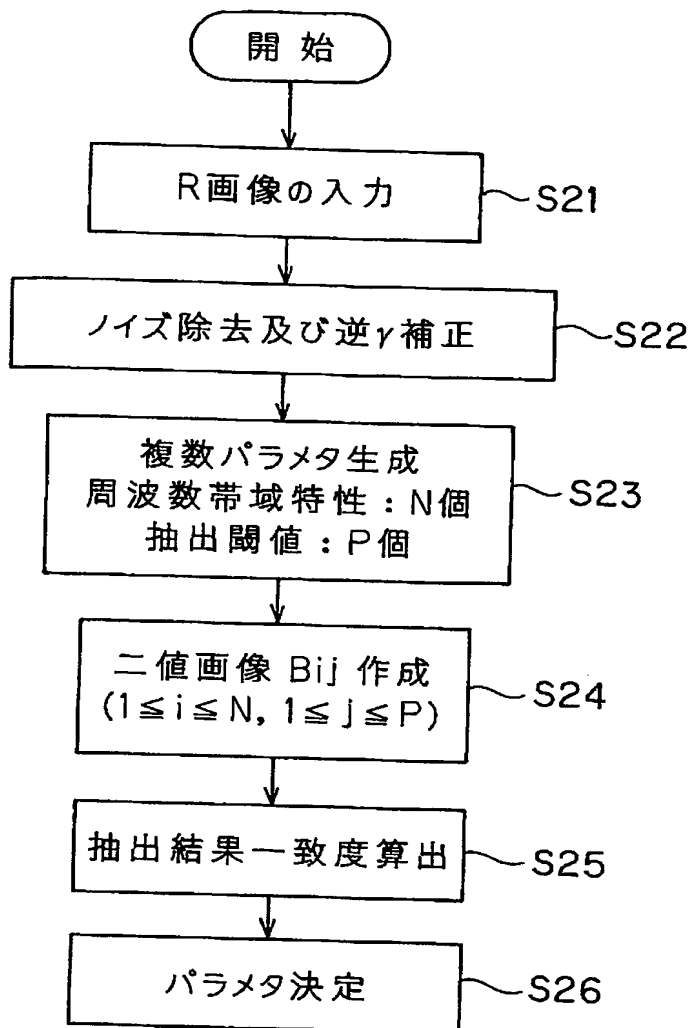 開始
R画像の入力
S21
ノイズ除去及び逆γ補正
S22
複数パラメタ生成
周波数帯域特性:N個
抽出閾値:P個
S23
二値画像 Bij 作成
(1≦i≦N, 1≦j≦P)
S24
抽出結果一致度算出
S25
パラメタ決定
S26